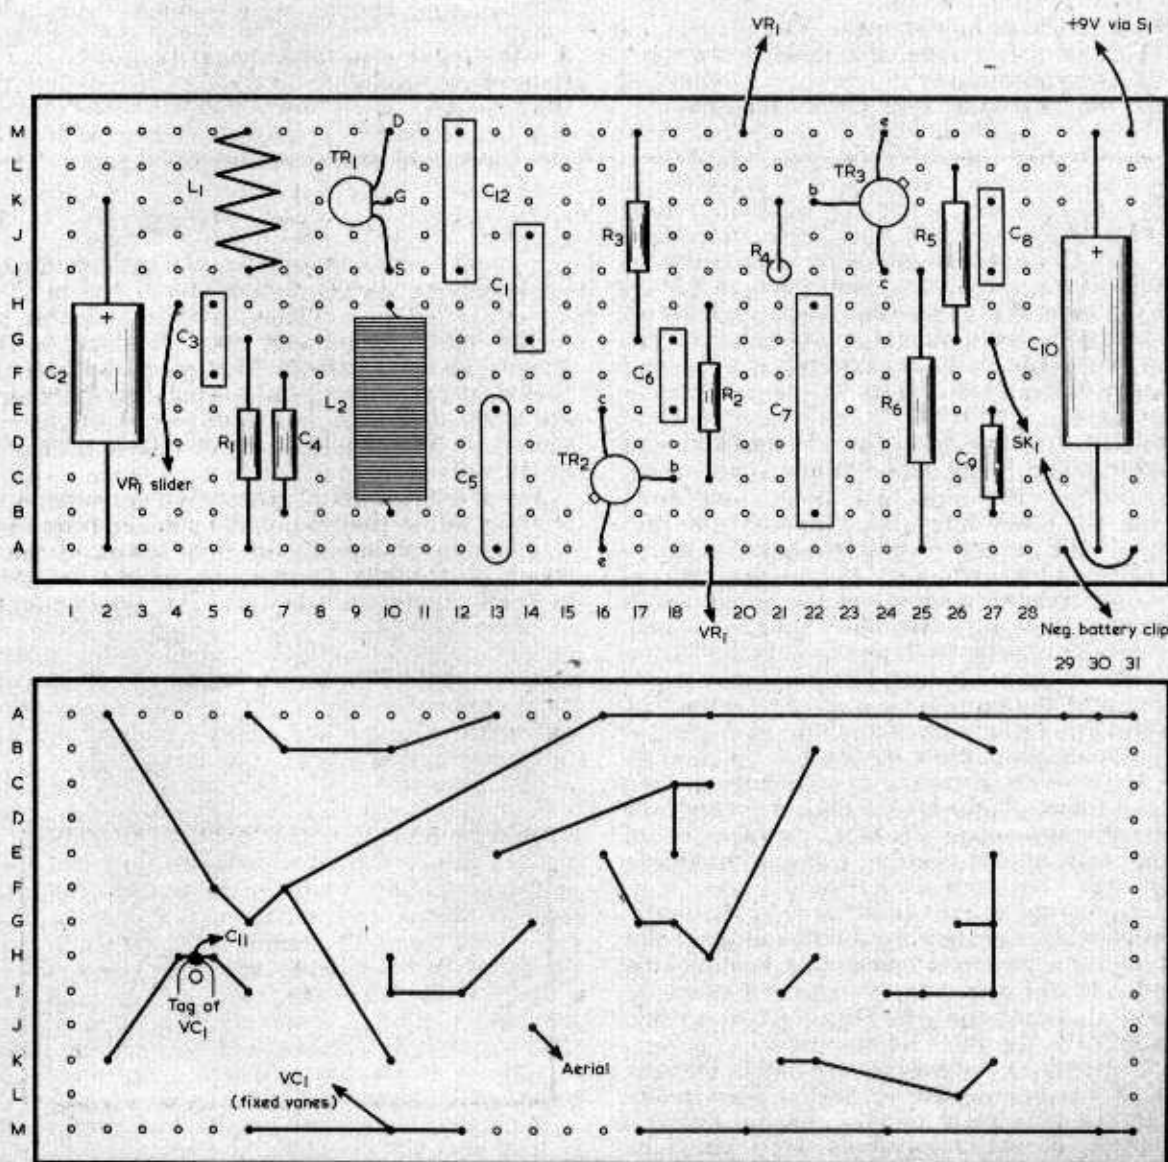 VR1 +9V via S1
M D e
L TR1 TR3
K L1 G C12 b
J R3 R5 C8
I S C1 R4 c
H + +
G C3 C10
F C2 C6
E L2 c R2 C7 R6
D R1 C4 TR2 SK1
C VR1 slider C5 b C9
B
A e
1 2 3 4 5 6 7 8 9 10 11 12 13 14 15 16 17 18 19 20 21 22 23 24 25 26 27 28
VR1 Neg. battery clip
29 30 31
A
B
C
D
E
F
G
H C11
I Tag of
J VC1
K Aerial
L VC1
(fixed vanes)
M